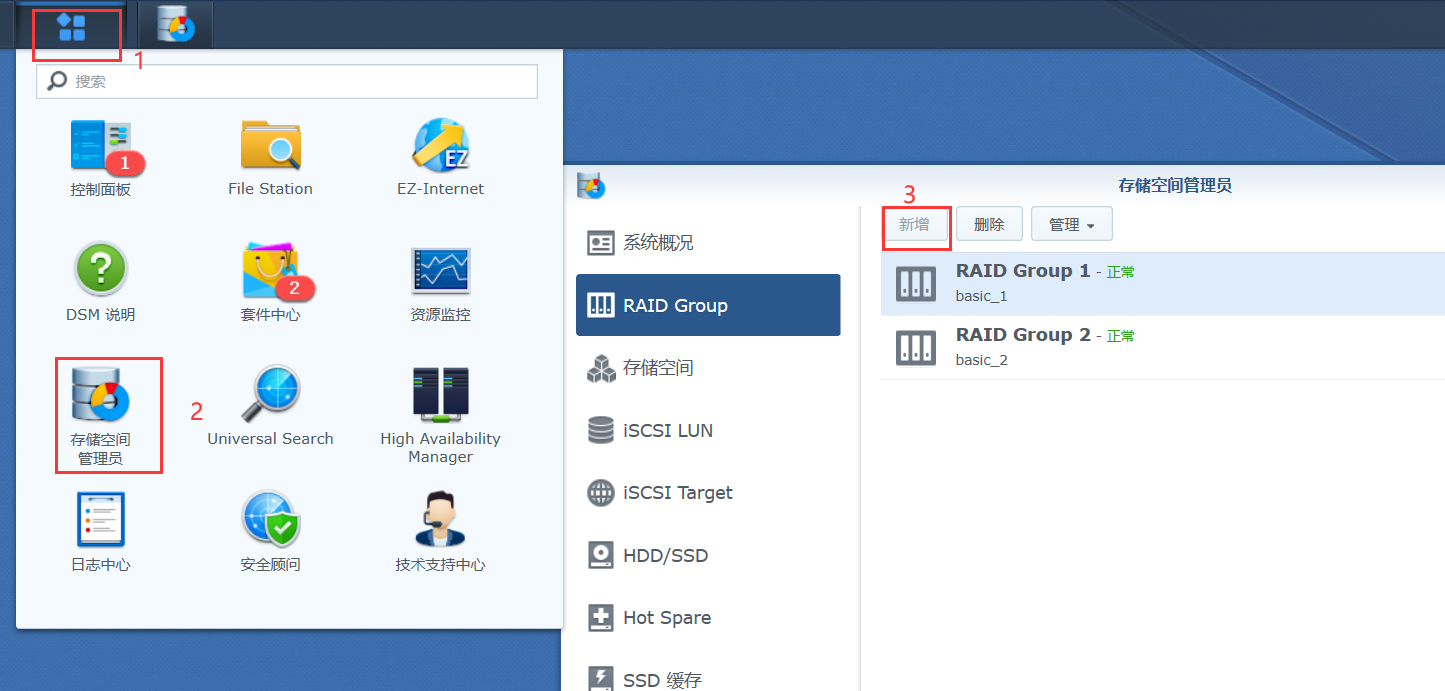 1
搜索
1
控制面板
File Station
EZ
EZ-Internet
DSM 说明
2
套件中心
资源监控
存储空间
管理员
2
Universal Search
High Availability
Manager
日志中心
安全顾问
技术支持中心
存储空间管理员
系统概况
RAID Group
存储空间
iSCSI LUN
iSCSI Target
HDD/SSD
Hot Spare
SSD 缓存
3
新增
删除
管理
RAID Group 1 - 正常
basic_1
RAID Group 2 - 正常
basic_2